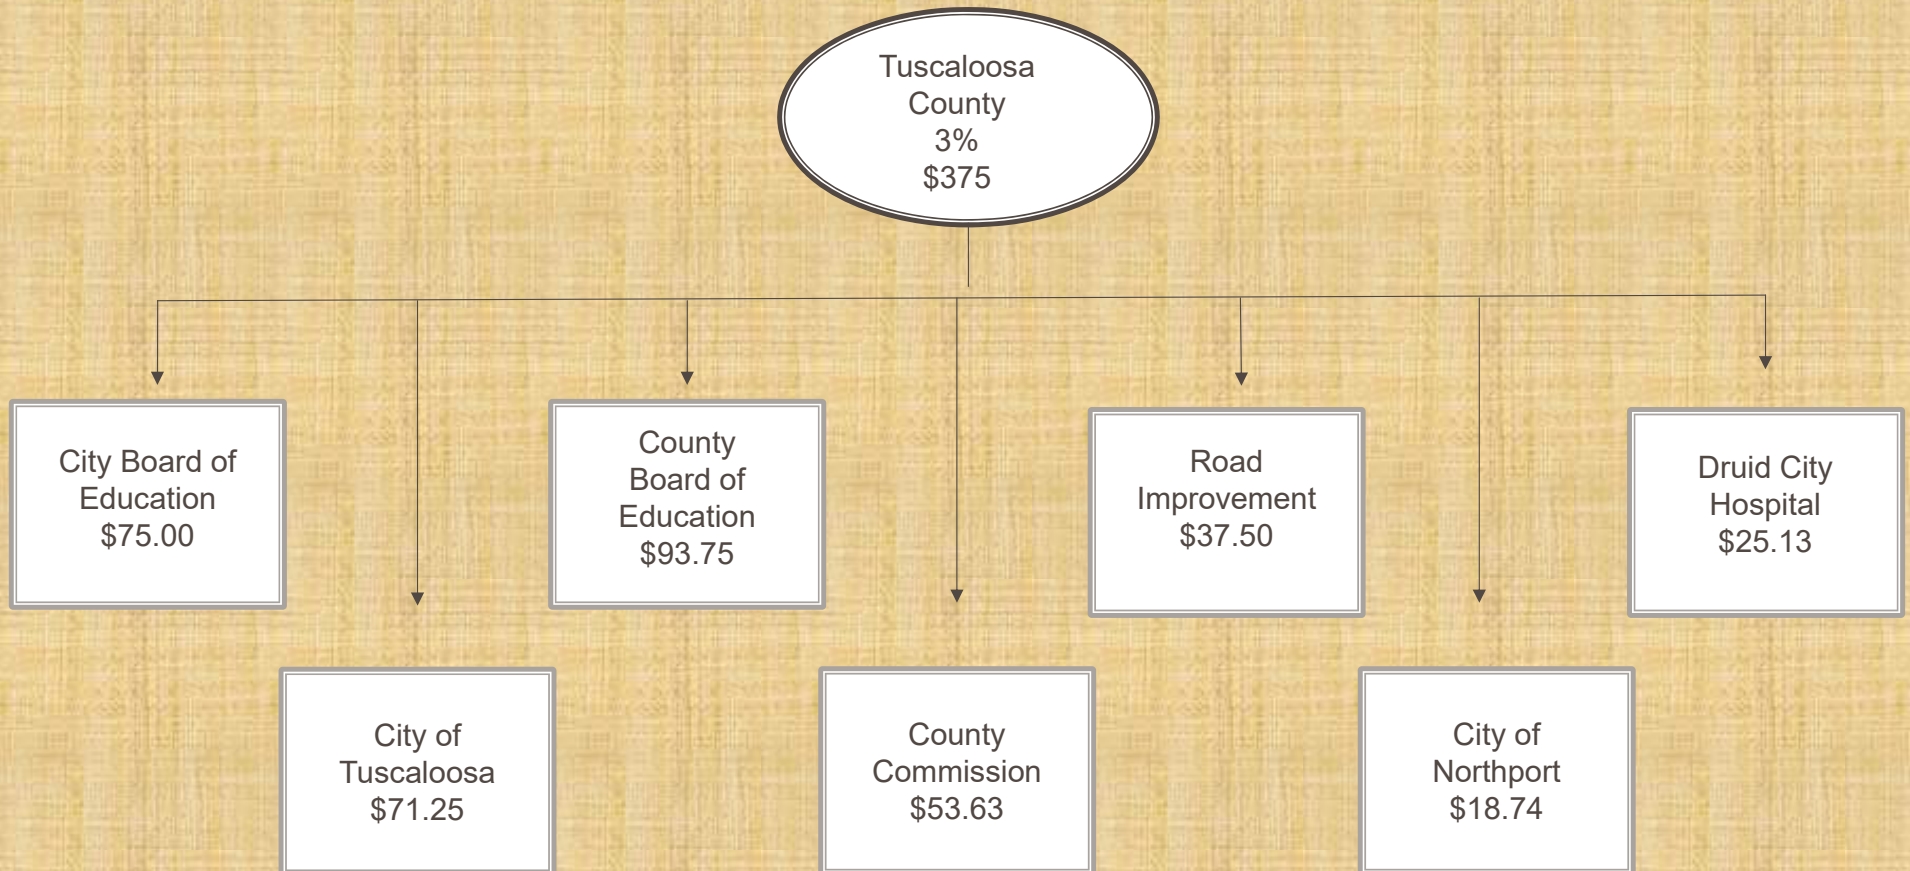 Tuscaloosa
County
3%
$375
City Board of
Education
$75.00
County
Board of
Education
$93.75
Road
Improvement
$37.50
Druid City
Hospital
$25.13
City of
Tuscaloosa
$71.25
County
Commission
$53.63
City of
Northport
$18.74